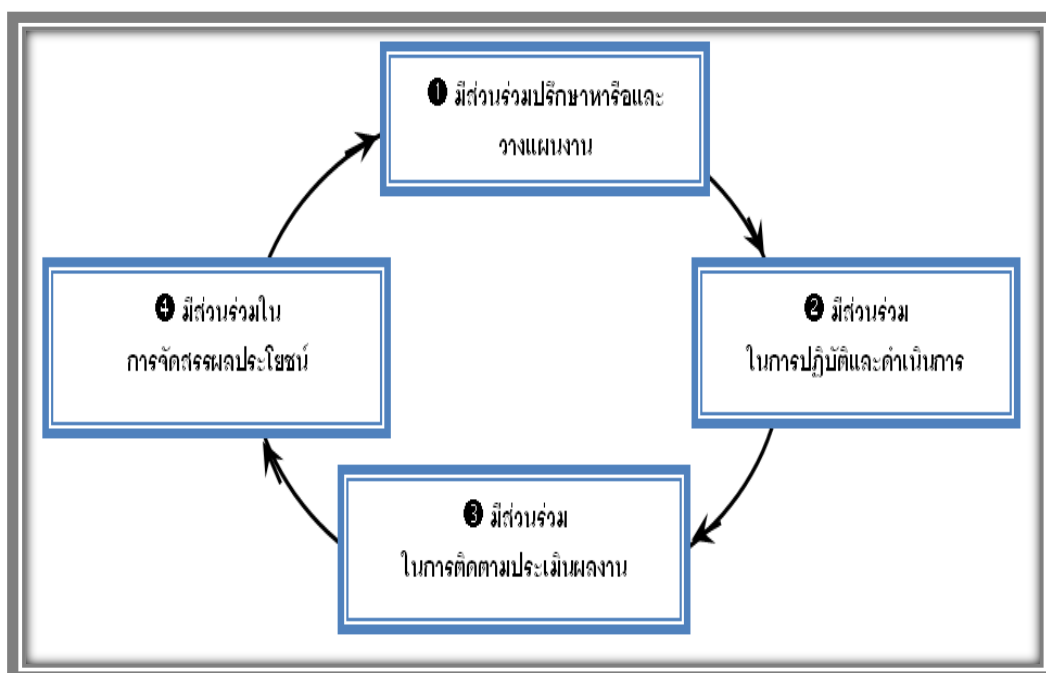 ❶ มีส่วนร่วมปรึกษาหารือและ
วางแผนงาน
❷ มีส่วนร่วม
ในการปฏิบัติและดำเนินการ
❸ มีส่วนร่วม
ในการติดตามประเมินผลงาน
❹ มีส่วนร่วมใน
การจัดสรรผลประโยชน์